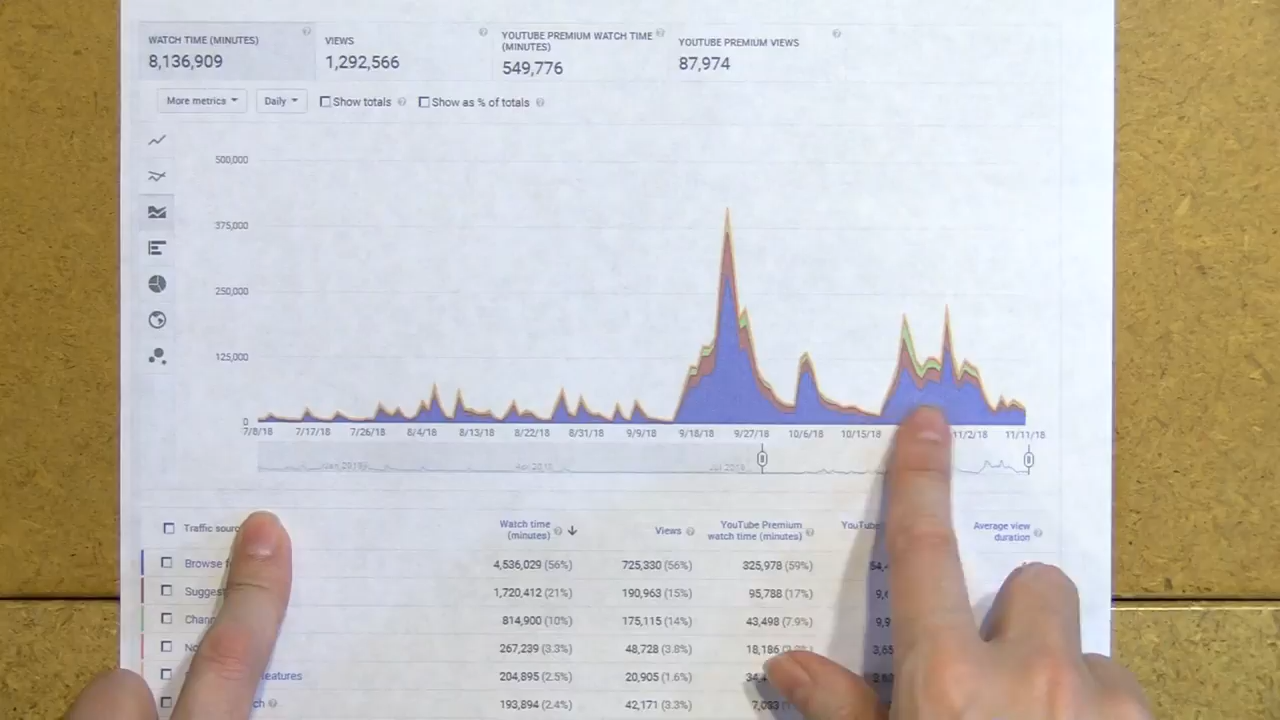 WATCH TIME (MINUTES)
8,136,909
VIEWS
1,292,566
YOUTUBE PREMIUM WATCH TIME
(MINUTES)
549,776
YOUTUBE PREMIUM VIEWS
87,974
More metrics
Daily
Show totals
Show as % of totals
500,000
375,000
250,000
125,000
0
7/8/18 7/17/18 7/26/18 8/4/18 8/13/18 8/22/18 8/31/18 9/9/18 9/18/18 9/27/18 10/6/18 10/15/18 11/2/18 11/11/18
Jul 2018
Watch time
(minutes)
Views
YouTube Premium
watch time (minutes)
YouTube
Average view
duration
Traffic
Browse 4,536,029 (56%) 725,330 (56%) 325,978 (59%)
1,720,412 (21%) 190,963 (15%) 95,788 (17%)
814,900 (10%) 175,115 (14%) 43,498 (7.9%)
267,239 (3.3%) 48,728 (3.8%) 18,186
eatures 204,895 (2.5%) 20,905 (1.6%)
193,894 (2.4%) 42,171 (3.3%)